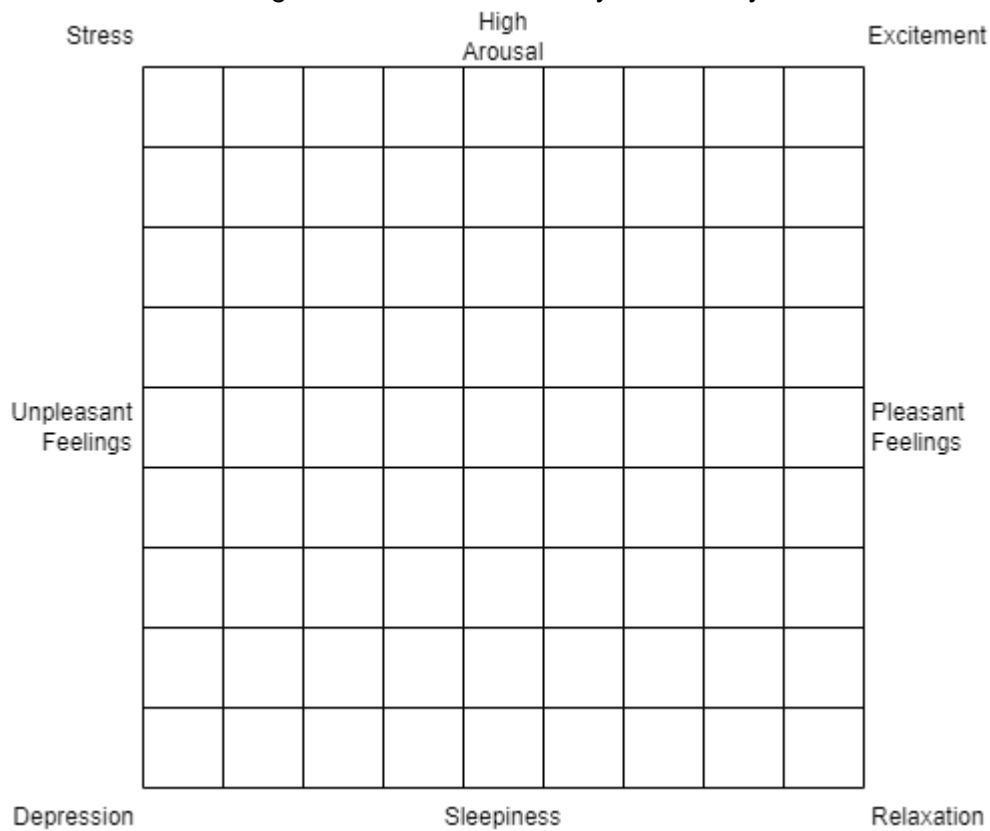 High
Stress
Excitement
Arousal
Unpleasant
Feelings
Pleasant
Feelings
Depression
Sleepiness
Relaxation